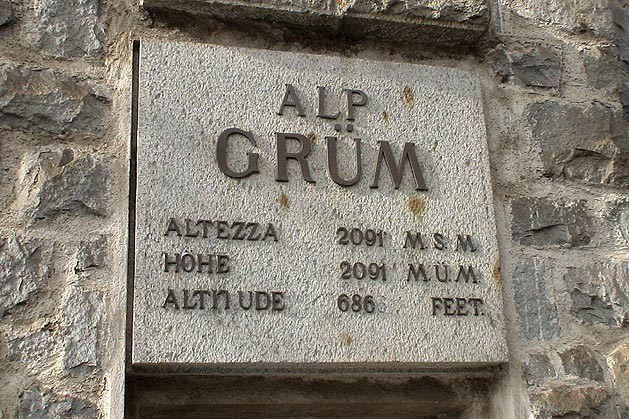 ALP
GRÜM
ALTEZZA 2091 M.S.M.
HÖHE 2091 M.Ü.M.
ALTITUDE 686 FEET.